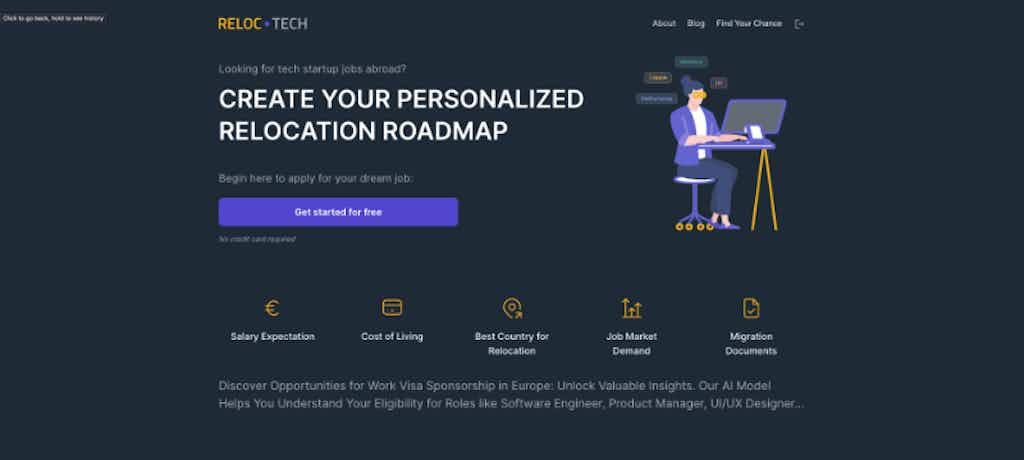 Click to go back, hold to see history
RELOC TECH
About Blog Find Your Chance
Looking for tech startup jobs abroad?
CREATE YOUR PERSONALIZED
RELOCATION ROADMAP
Begin here to apply for your dream job:
Get started for free
No credit card required
Salary Expectation
Cost of Living
Best Country for
Relocation
Job Market
Demand
Migration
Documents
Discover Opportunities for Work Visa Sponsorship in Europe: Unlock Valuable Insights. Our AI Model
Helps You Understand Your Eligibility for Roles like Software Engineer, Product Manager, UI/UX Designer...